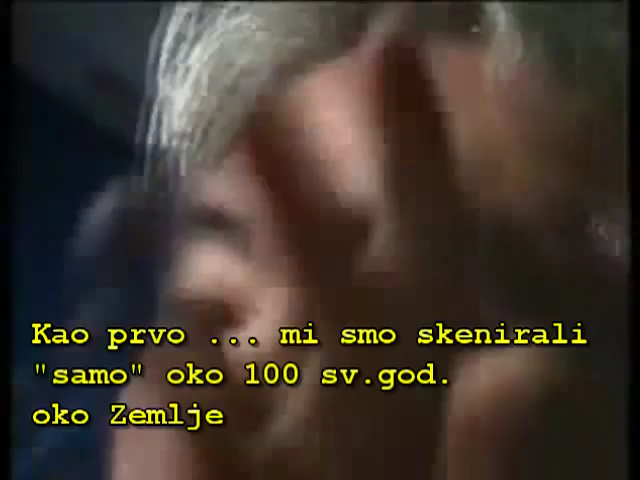 Kao prvo ... mi smo skenirali
"samo" oko 100 sv.god.
oko Zemlje